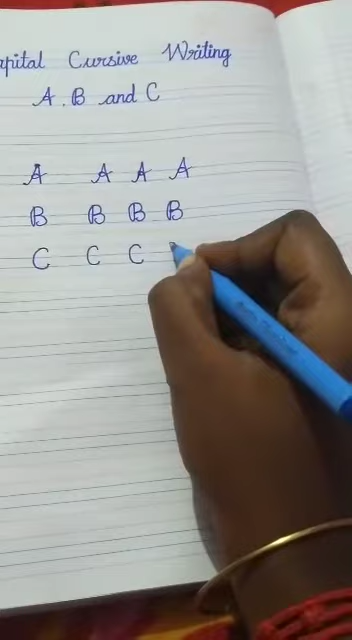 apital Cursive Writing
A. B and C
A A A A
B B B B
C C C